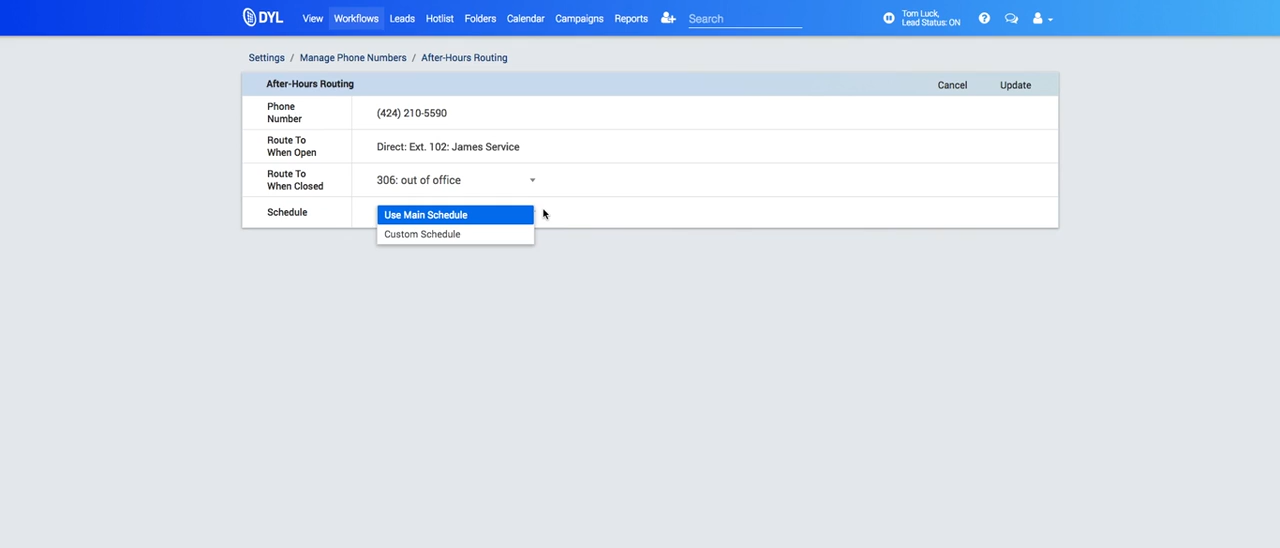 DYL View Workflows Leads Hotlist Folders Calendar Campaigns Reports Search Tom Luck,
Lead Status: ON
Settings / Manage Phone Numbers / After-Hours Routing
After-Hours Routing Cancel Update
Phone
Number (424) 210-5590
Route To
When Open Direct: Ext. 102: James Service
Route To
When Closed 306: out of office
Schedule Use Main Schedule
Custom Schedule